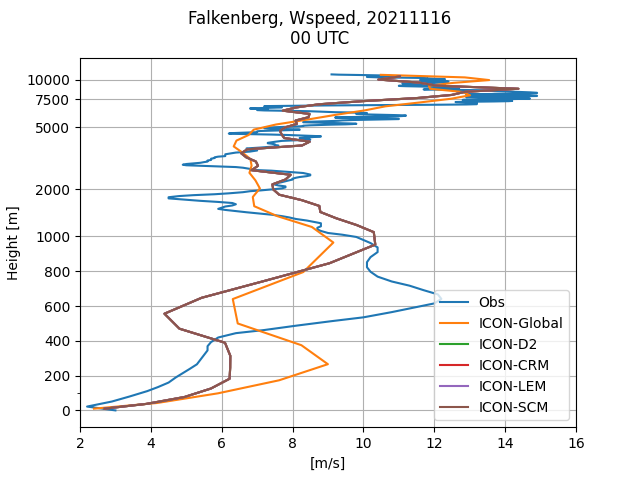 Falkenberg, Wspeed, 20211116
00 UTC
10000
7500
5000
2000
1000
800
600
400
200
0
Height [m]
Obs
ICON-Global
ICON-D2
ICON-CRM
ICON-LEM
ICON-SCM
2 4 6 8 10 12 14 16
[m/s]